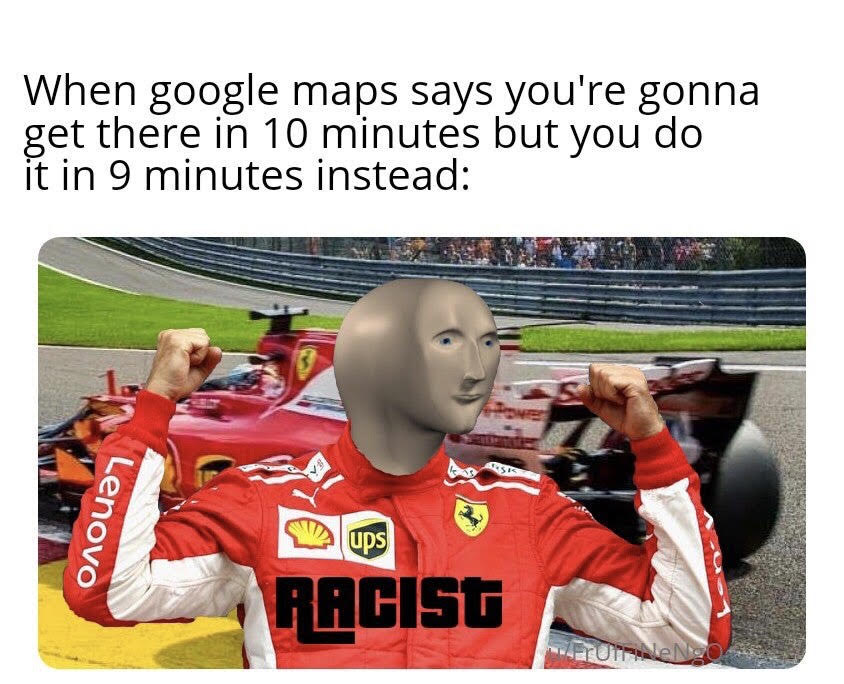 When google maps says you're gonna
get there in 10 minutes but you do
it in 9 minutes instead:
Power
Lenovo
ups
RACIST